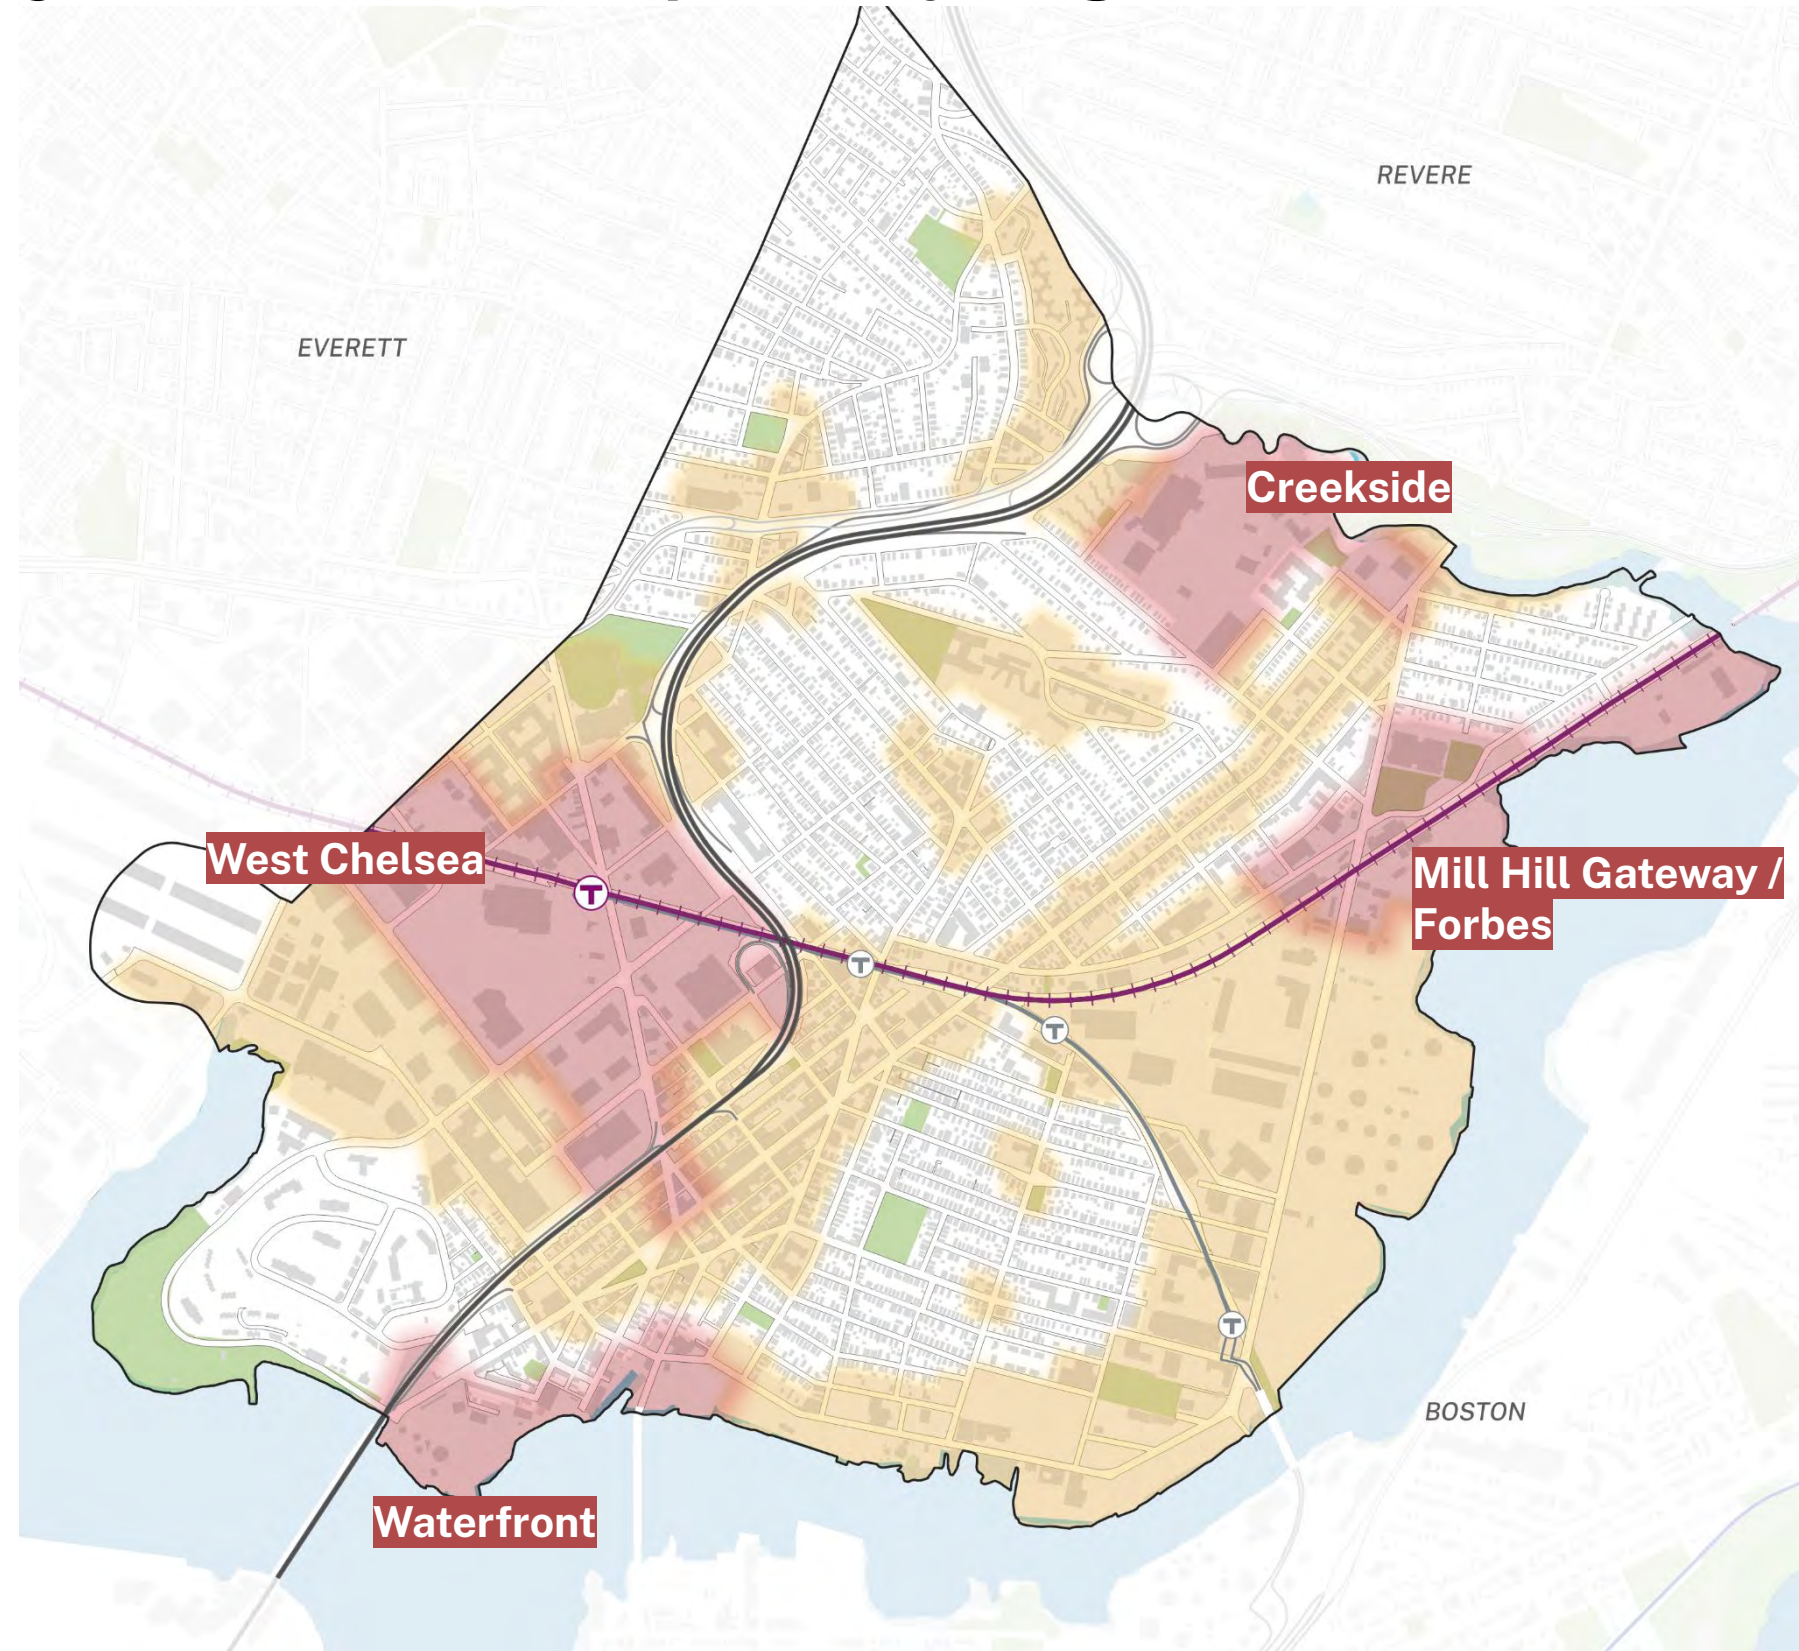 REVERE
EVERETT
Creekside
West Chelsea
T
Mill Hill Gateway /
Forbes
T
T
T
BOSTON
Waterfront